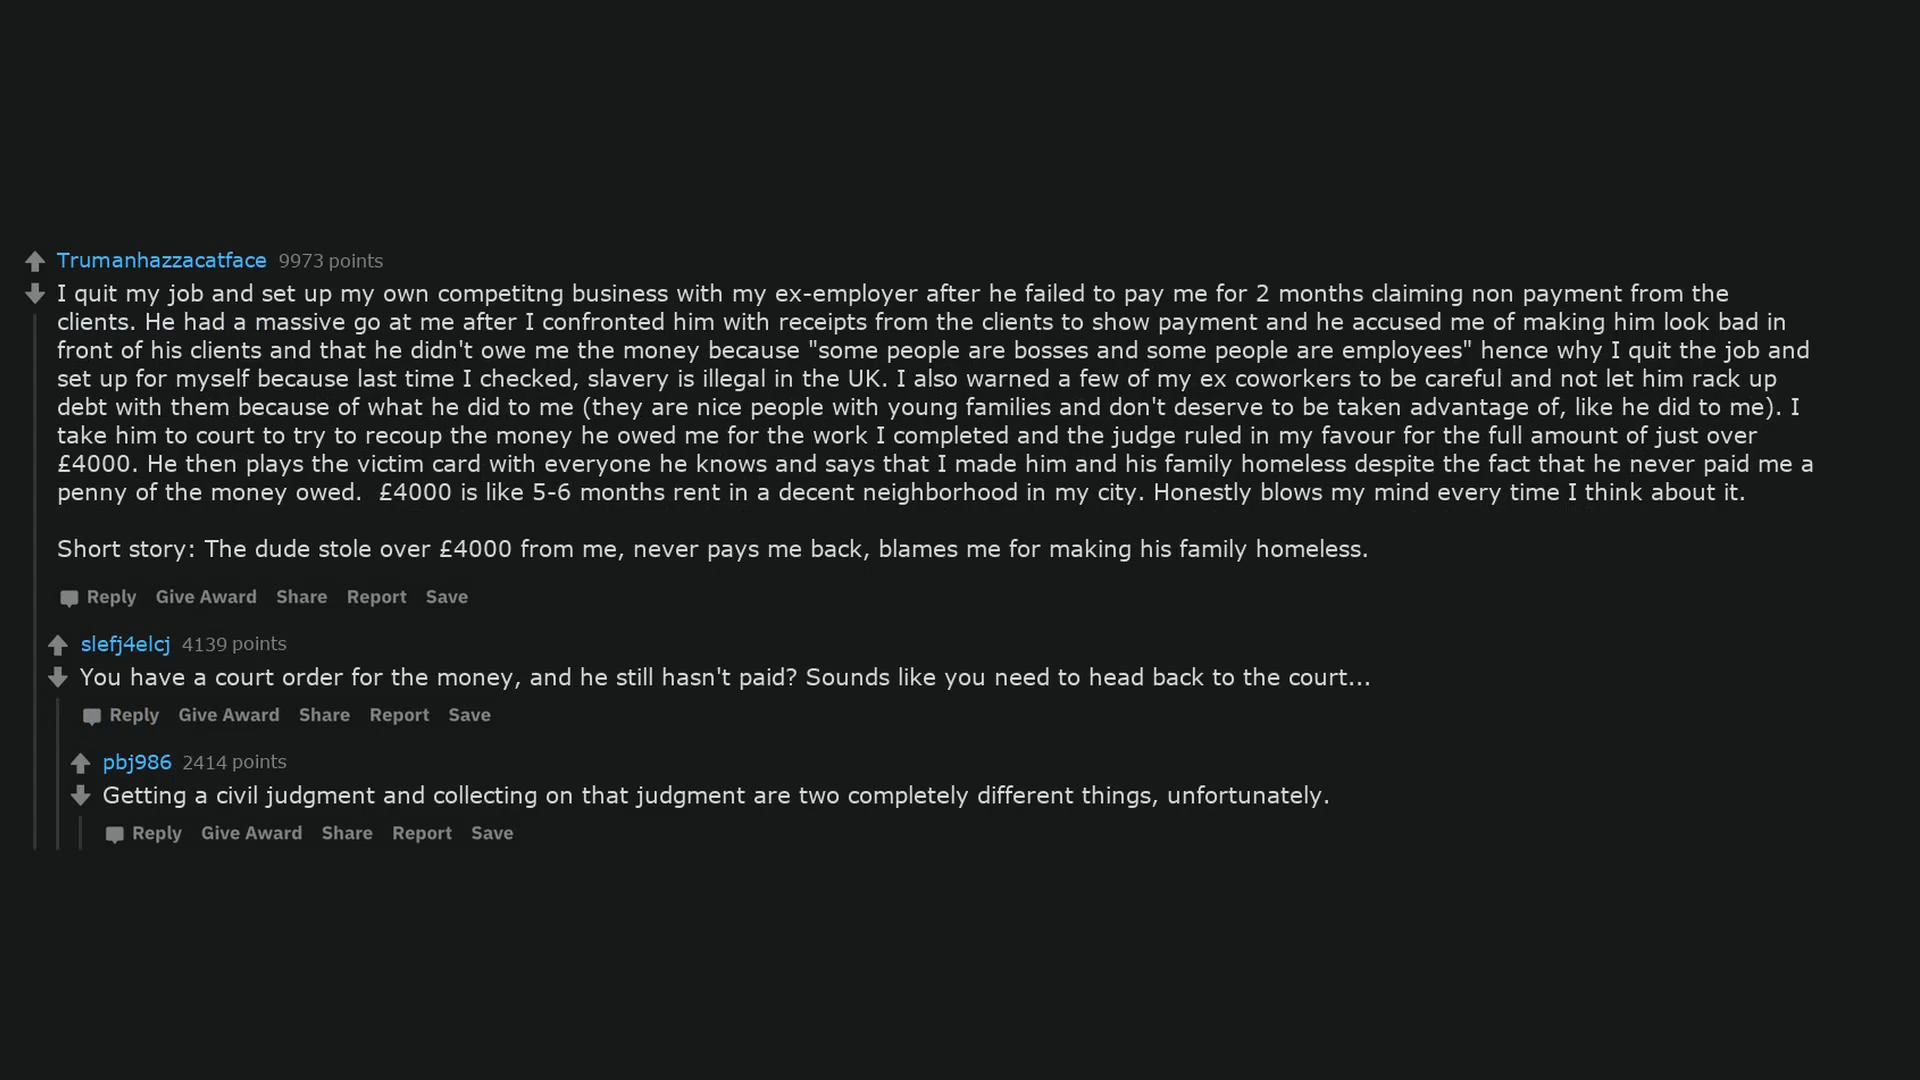 Trumanhazzacatface 9973 points
I quit my job and set up my own competitng business with my ex-employer after he failed to pay me for 2 months claiming non payment from the
clients. He had a massive go at me after I confronted him with receipts from the clients to show payment and he accused me of making him look bad in
front of his clients and that he didn't owe me the money because "some people are bosses and some people are employees" hence why I quit the job and
set up for myself because last time I checked, slavery is illegal in the UK. I also warned a few of my ex coworkers to be careful and not let him rack up
debt with them because of what he did to me (they are nice people with young families and don't deserve to be taken advantage of, like he did to me). I
take him to court to try to recoup the money he owed me for the work I completed and the judge ruled in my favour for the full amount of just over
£4000. He then plays the victim card with everyone he knows and says that I made him and his family homeless despite the fact that he never paid me a
penny of the money owed.  £4000 is like 5-6 months rent in a decent neighborhood in my city. Honestly blows my mind every time I think about it.
Short story: The dude stole over £4000 from me, never pays me back, blames me for making his family homeless.
Reply Give Award Share Report Save
slefj4elcj 4139 points
You have a court order for the money, and he still hasn't paid? Sounds like you need to head back to the court...
Reply Give Award Share Report Save
pbj986 2414 points
Getting a civil judgment and collecting on that judgment are two completely different things, unfortunately.
Reply Give Award Share Report Save